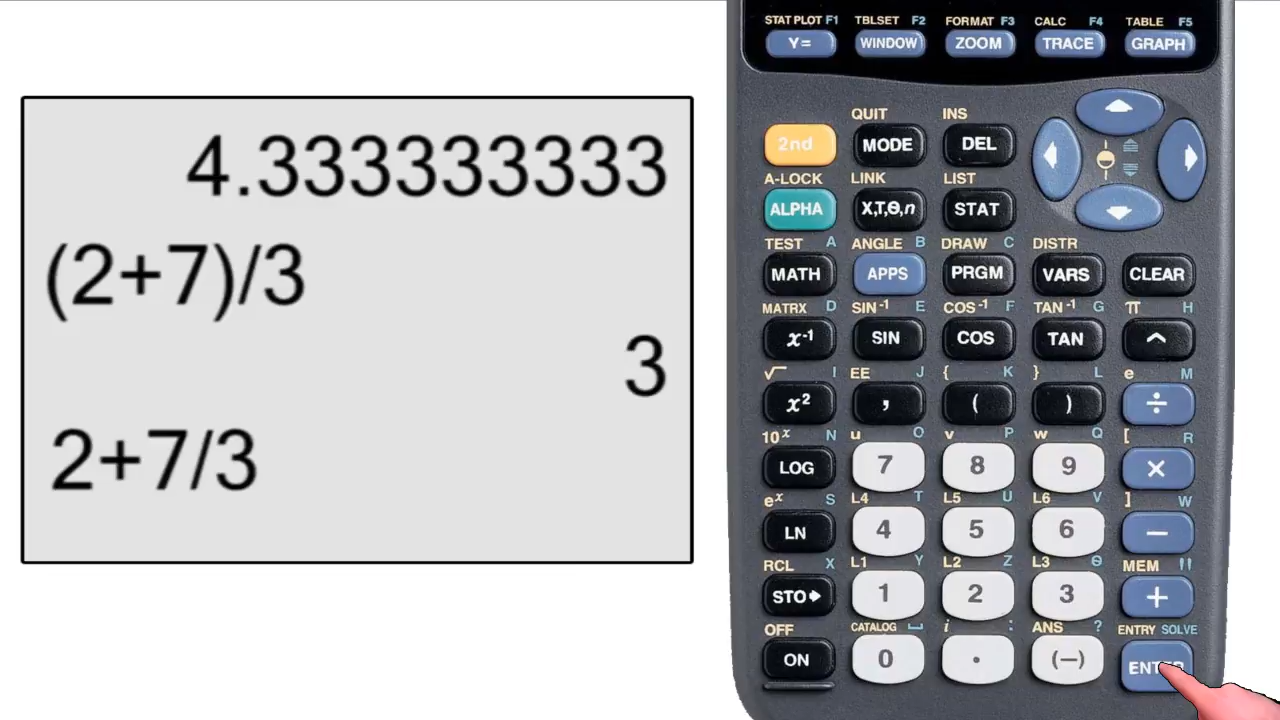 4.333333333
(2+7)/3
3
2+7/3
STAT PLOT F1 TBLSET F2 FORMAT F3 CALC F4 TABLE F5
Y= WINDOW ZOOM TRACE GRAPH
QUIT INS
2nd MODE DEL
A-LOCK LINK LIST
ALPHA X,T,Θ,n STAT
TEST A ANGLE B DRAW C DISTR
MATH APPS PRGM VARS CLEAR
MATRX D SIN⁻¹ E COS⁻¹ F TAN⁻¹ G π H
x⁻¹ SIN COS TAN ^
√ I EE J { K } L e M
x² , ( ) ÷
10ˣ N u O v P w Q [ R
LOG 7 8 9 ×
eˣ S L4 T L5 U L6 V ] W
LN 4 5 6 −
RCL X L1 Y L2 Z L3 Θ MEM "
STO▶ 1 2 3 +
OFF CATALOG ⎵ i : ANS ? ENTRY SOLVE
ON 0 . (−) ENTER